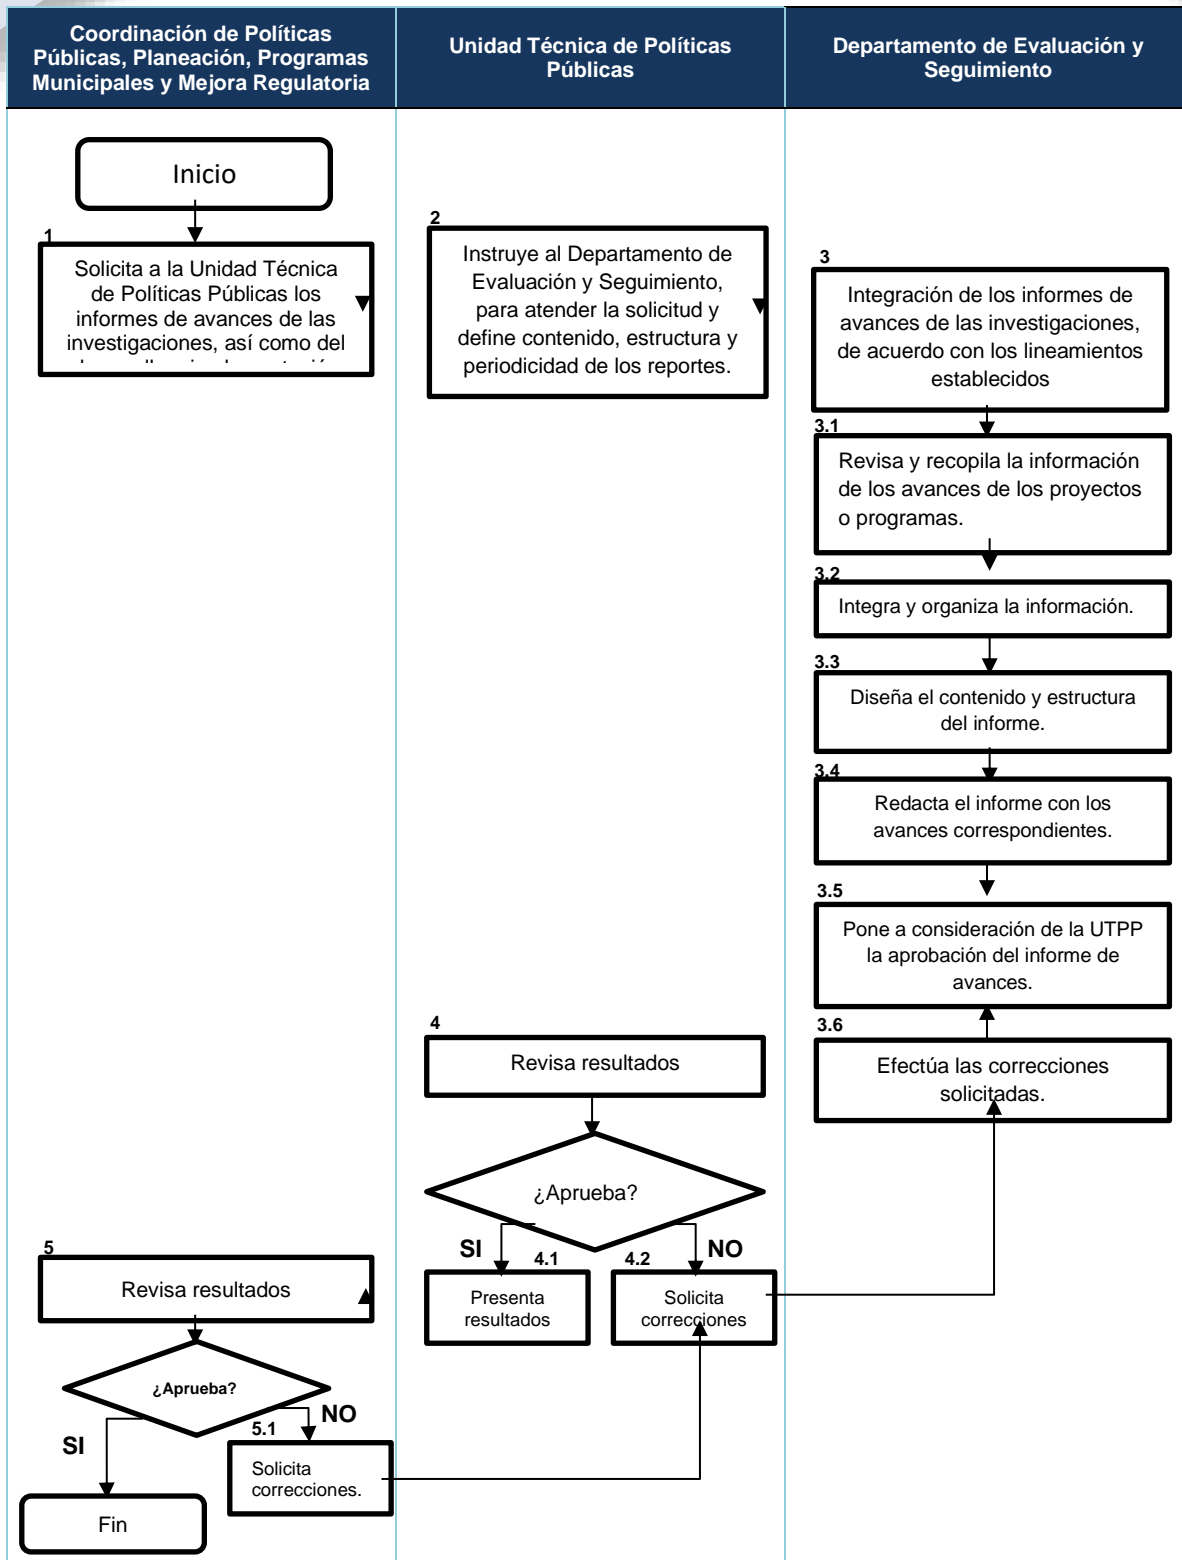 Coordinación de Políticas
Públicas, Planeación, Programas
Municipales y Mejora Regulatoria
Unidad Técnica de Políticas
Públicas
Departamento de Evaluación y
Seguimiento
Inicio
1
Solicita a la Unidad Técnica
de Políticas Públicas los
informes de avances de las
investigaciones, así como del
2
Instruye al Departamento de
Evaluación y Seguimiento,
para atender la solicitud y
define contenido, estructura y
periodicidad de los reportes.
3
Integración de los informes de
avances de las investigaciones,
de acuerdo con los lineamientos
establecidos
3.1
Revisa y recopila la información
de los avances de los proyectos
o programas.
3.2
Integra y organiza la información.
3.3
Diseña el contenido y estructura
del informe.
3.4
Redacta el informe con los
avances correspondientes.
3.5
Pone a consideración de la UTPP
la aprobación del informe de
avances.
3.6
Efectúa las correcciones
solicitadas.
4
Revisa resultados
¿Aprueba?
SI
4.1
4.2
NO
Presenta
resultados
Solicita
correcciones
5
Revisa resultados
¿Aprueba?
SI
NO
5.1
Solicita
correcciones.
Fin